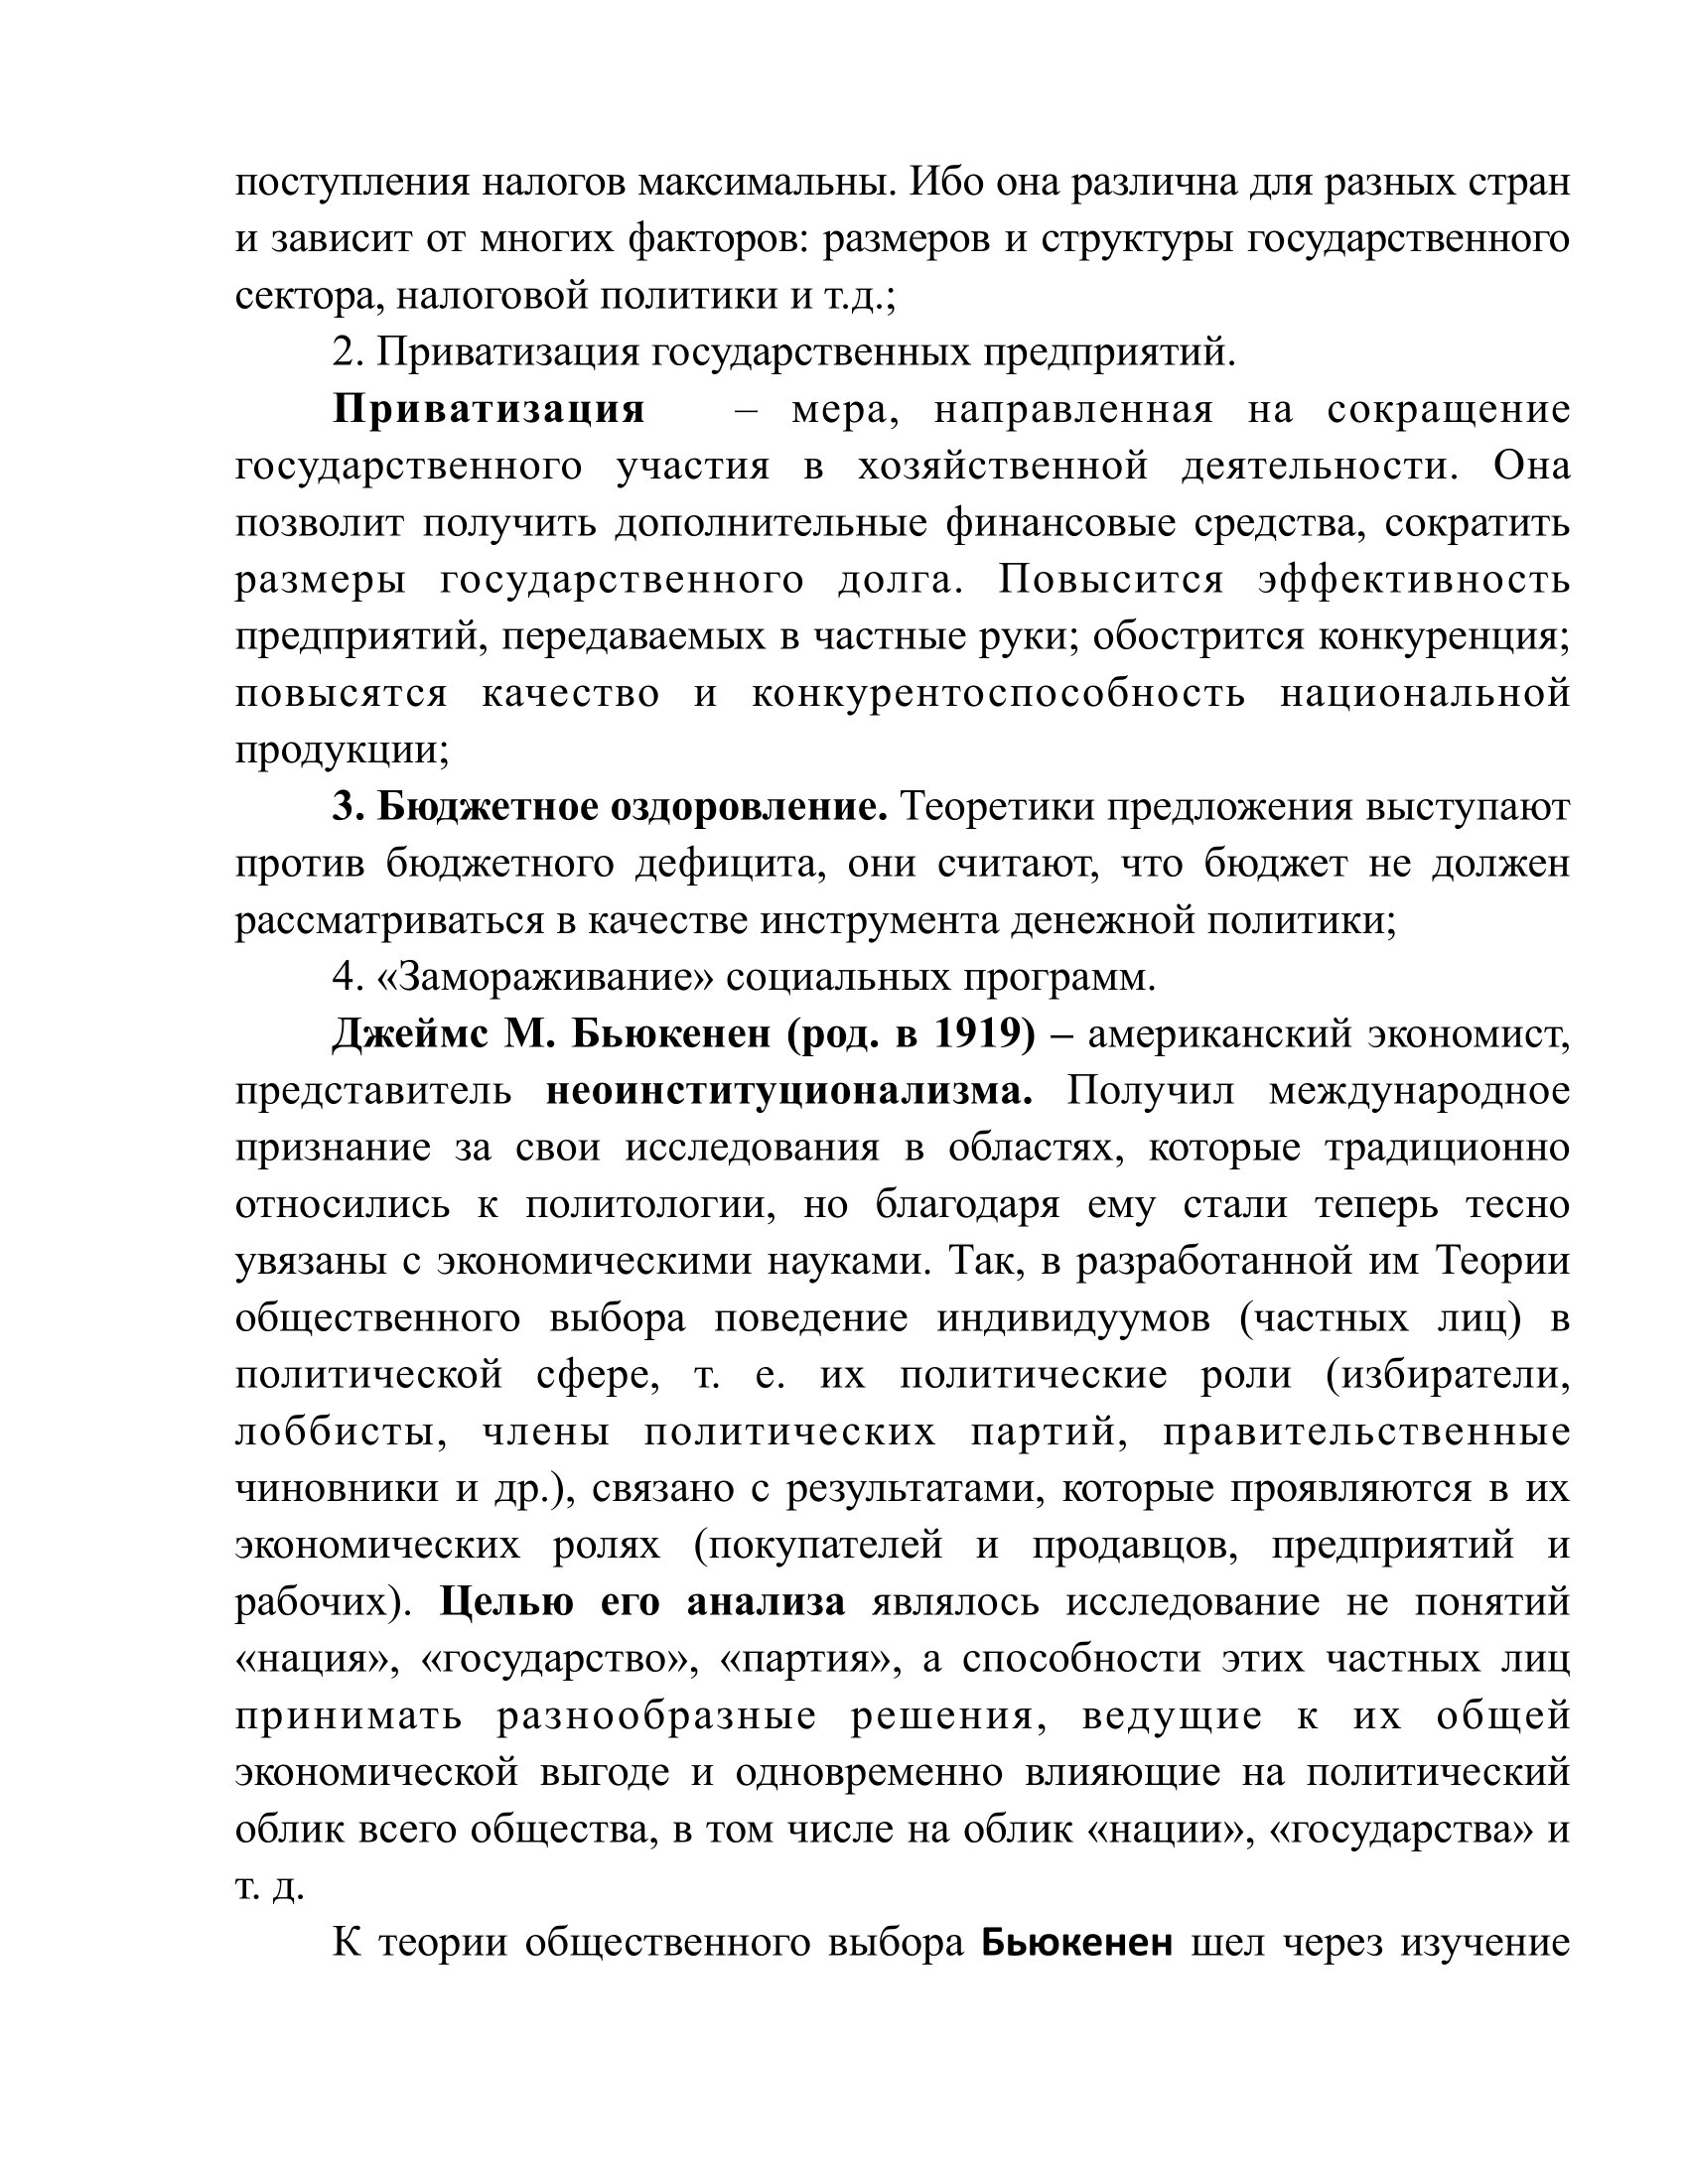 поступления налогов максимальны. Ибо она различна для разных стран
и зависит от многих факторов: размеров и структуры государственного
сектора, налоговой политики и т.д.;
2. Приватизация государственных предприятий.
Приватизация – мера, направленная на сокращение
государственного участия в хозяйственной деятельности. Она
позволит получить дополнительные финансовые средства, сократить
размеры государственного долга. Повысится эффективность
предприятий, передаваемых в частные руки; обострится конкуренция;
повысятся качество и конкурентоспособность национальной
продукции;
3. Бюджетное оздоровление. Теоретики предложения выступают
против бюджетного дефицита, они считают, что бюджет не должен
рассматриваться в качестве инструмента денежной политики;
4. «Замораживание» социальных программ.
Джеймс М. Бьюкенен (род. в 1919) – американский экономист,
представитель неоинституционализма. Получил международное
признание за свои исследования в областях, которые традиционно
относились к политологии, но благодаря ему стали теперь тесно
увязаны с экономическими науками. Так, в разработанной им Теории
общественного выбора поведение индивидуумов (частных лиц) в
политической сфере, т. е. их политические роли (избиратели,
лоббисты, члены политических партий, правительственные
чиновники и др.), связано с результатами, которые проявляются в их
экономических ролях (покупателей и продавцов, предприятий и
рабочих). Целью его анализа являлось исследование не понятий
«нация», «государство», «партия», а способности этих частных лиц
принимать разнообразные решения, ведущие к их общей
экономической выгоде и одновременно влияющие на политический
облик всего общества, в том числе на облик «нации», «государства» и
т. д.
К теории общественного выбора Бьюкенен шел через изучение